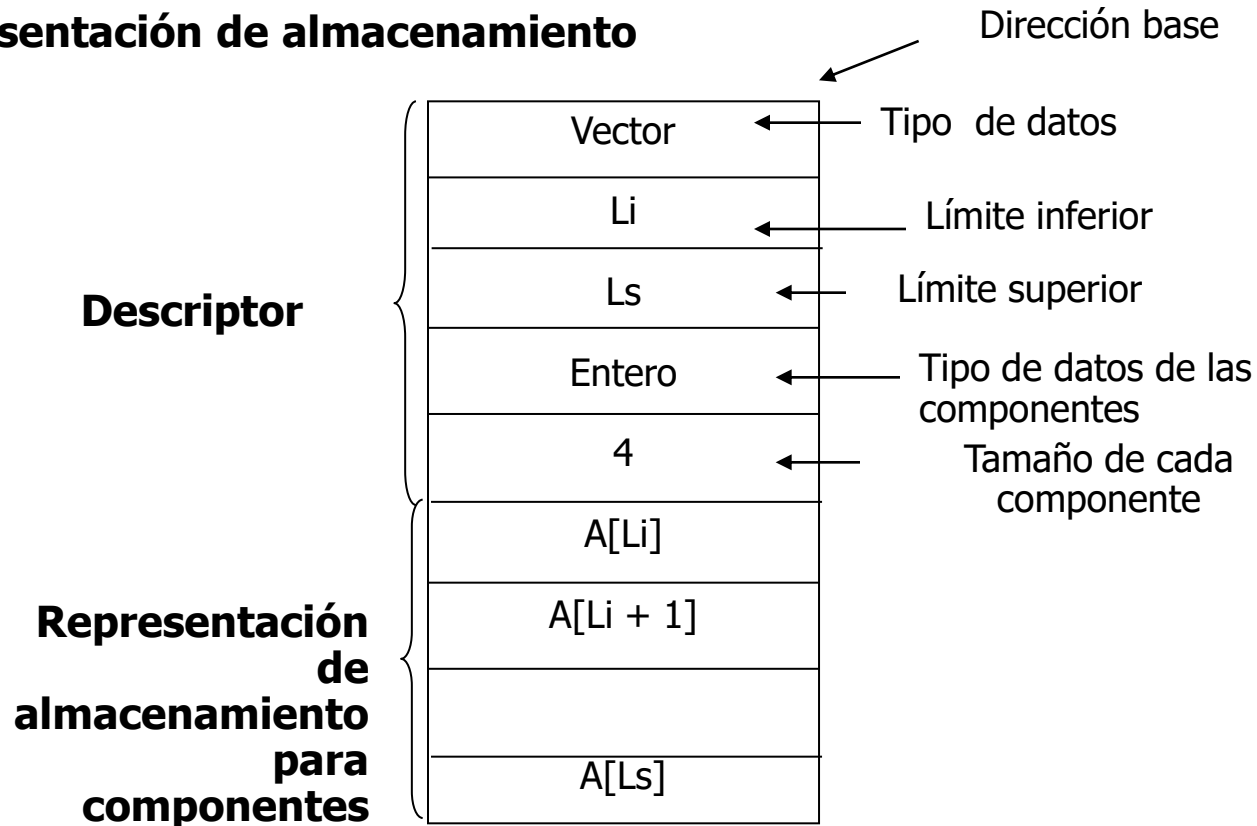 sentación de almacenamiento
Dirección base
Vector
Tipo  de datos
Li
Límite inferior
Descriptor
Ls
Límite superior
Entero
Tipo de datos de las
componentes
4
Tamaño de cada
componente
A[Li]
Representación
de
almacenamiento
para
componentes
A[Li + 1]
A[Ls]